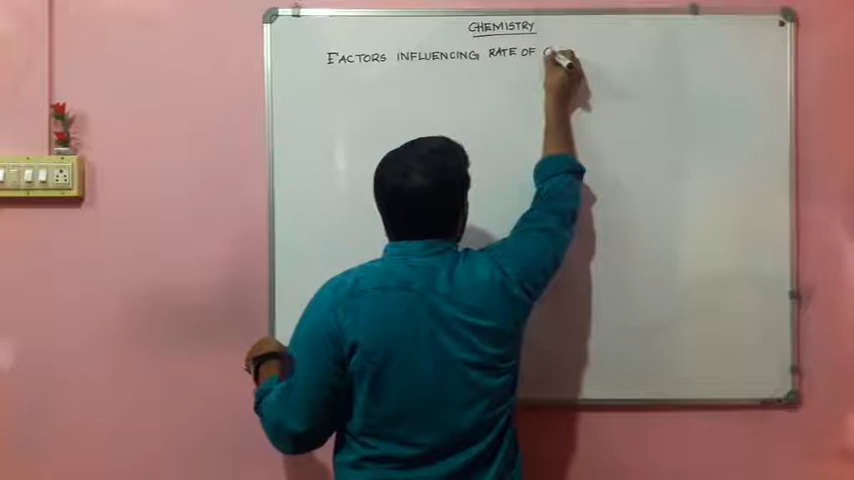 CHEMISTRY
FACTORS INFLUENCING RATE OF